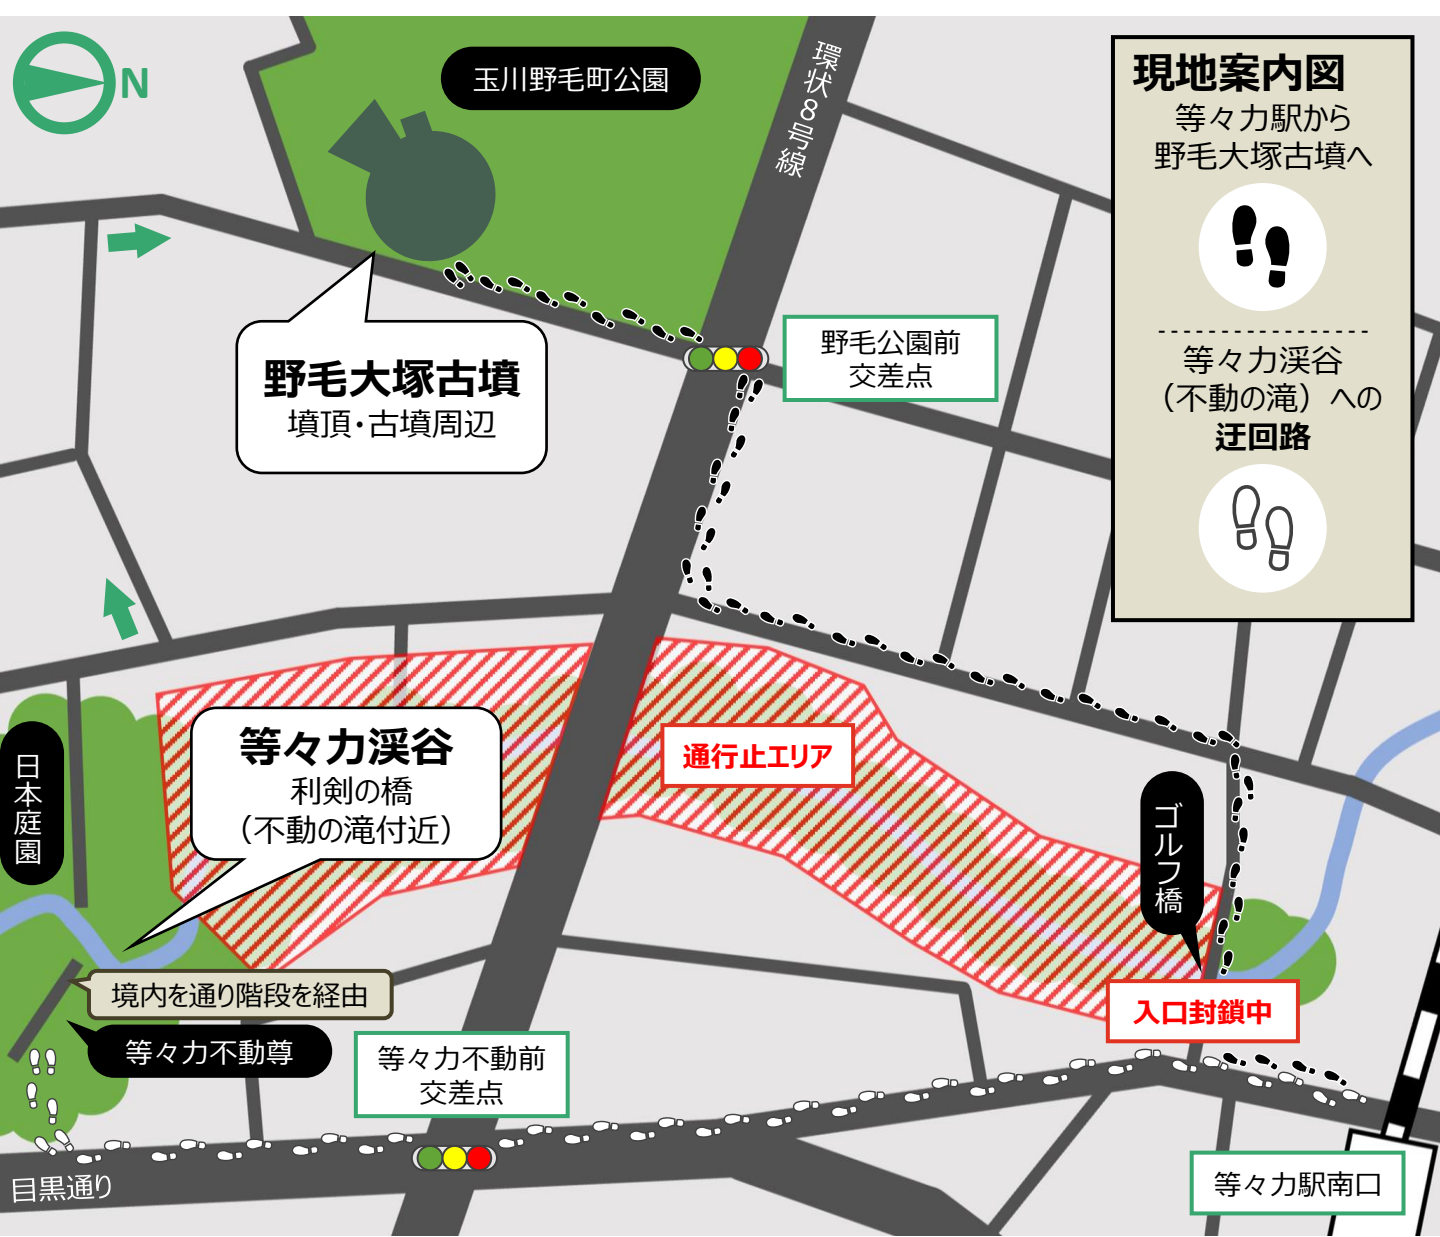 N
玉川野毛町公園
環状8号線
現地案内図
等々力駅から
野毛大塚古墳へ
等々力渓谷
（不動の滝）への
迂回路
野毛公園前
交差点
野毛大塚古墳
墳頂・古墳周辺
日本庭園
等々力渓谷
利剣の橋
（不動の滝付近）
通行止エリア
ゴルフ橋
境内を通り階段を経由
入口封鎖中
等々力不動尊
等々力不動前
交差点
目黒通り
等々力駅南口